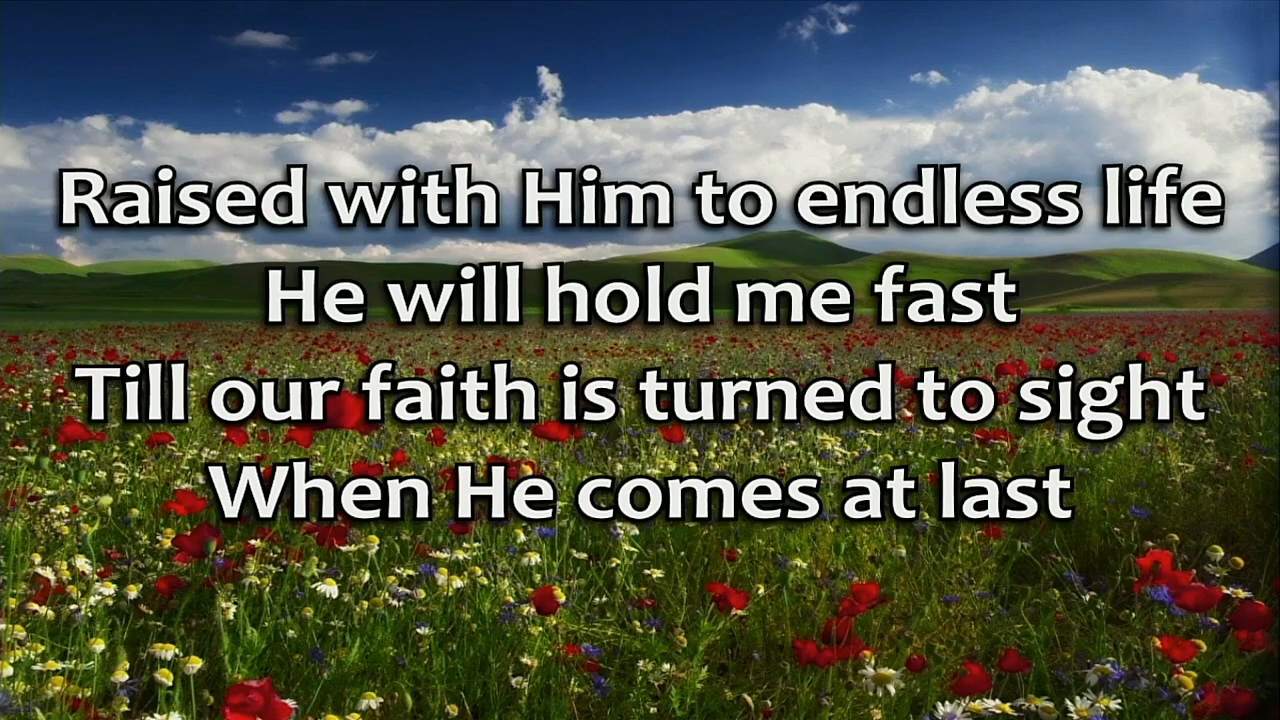 Raised with Him to endless life
He will hold me fast
Till our faith is turned to sight
When He comes at last